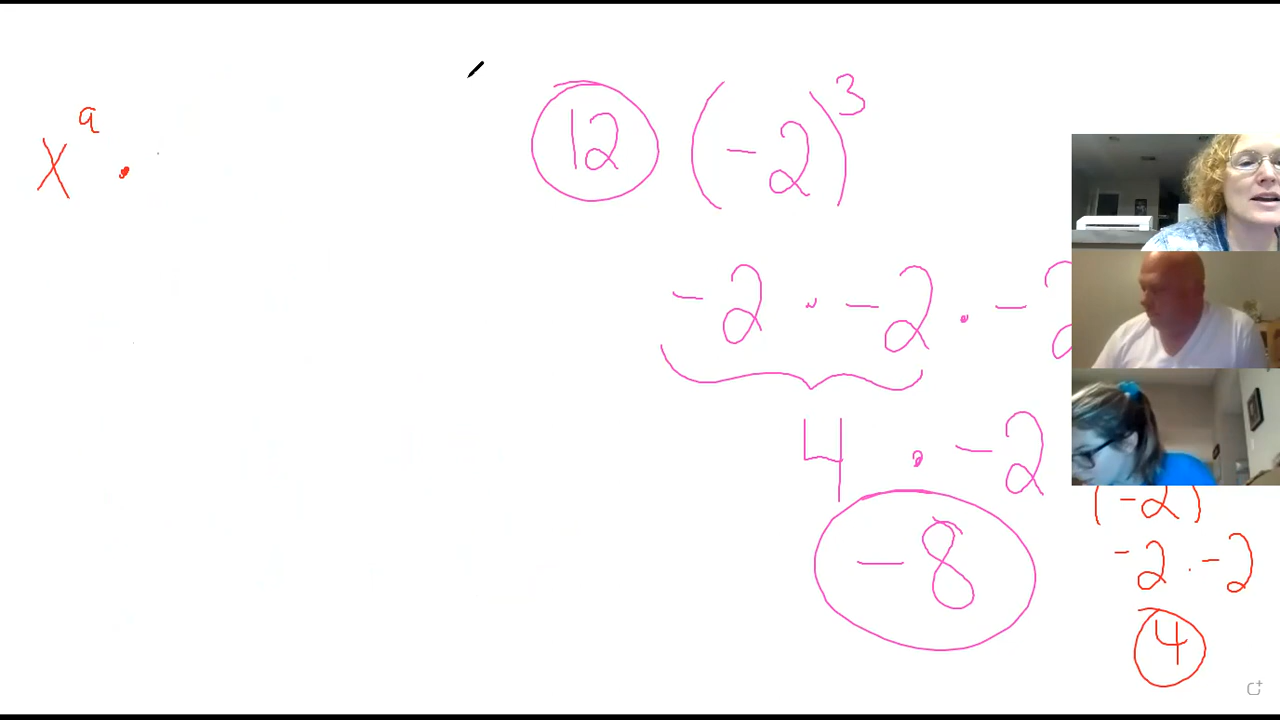 x^a ·
12 (-2)^3
-2 · -2 · -2
4 · -2
-8
(-2)
-2 · -2
4